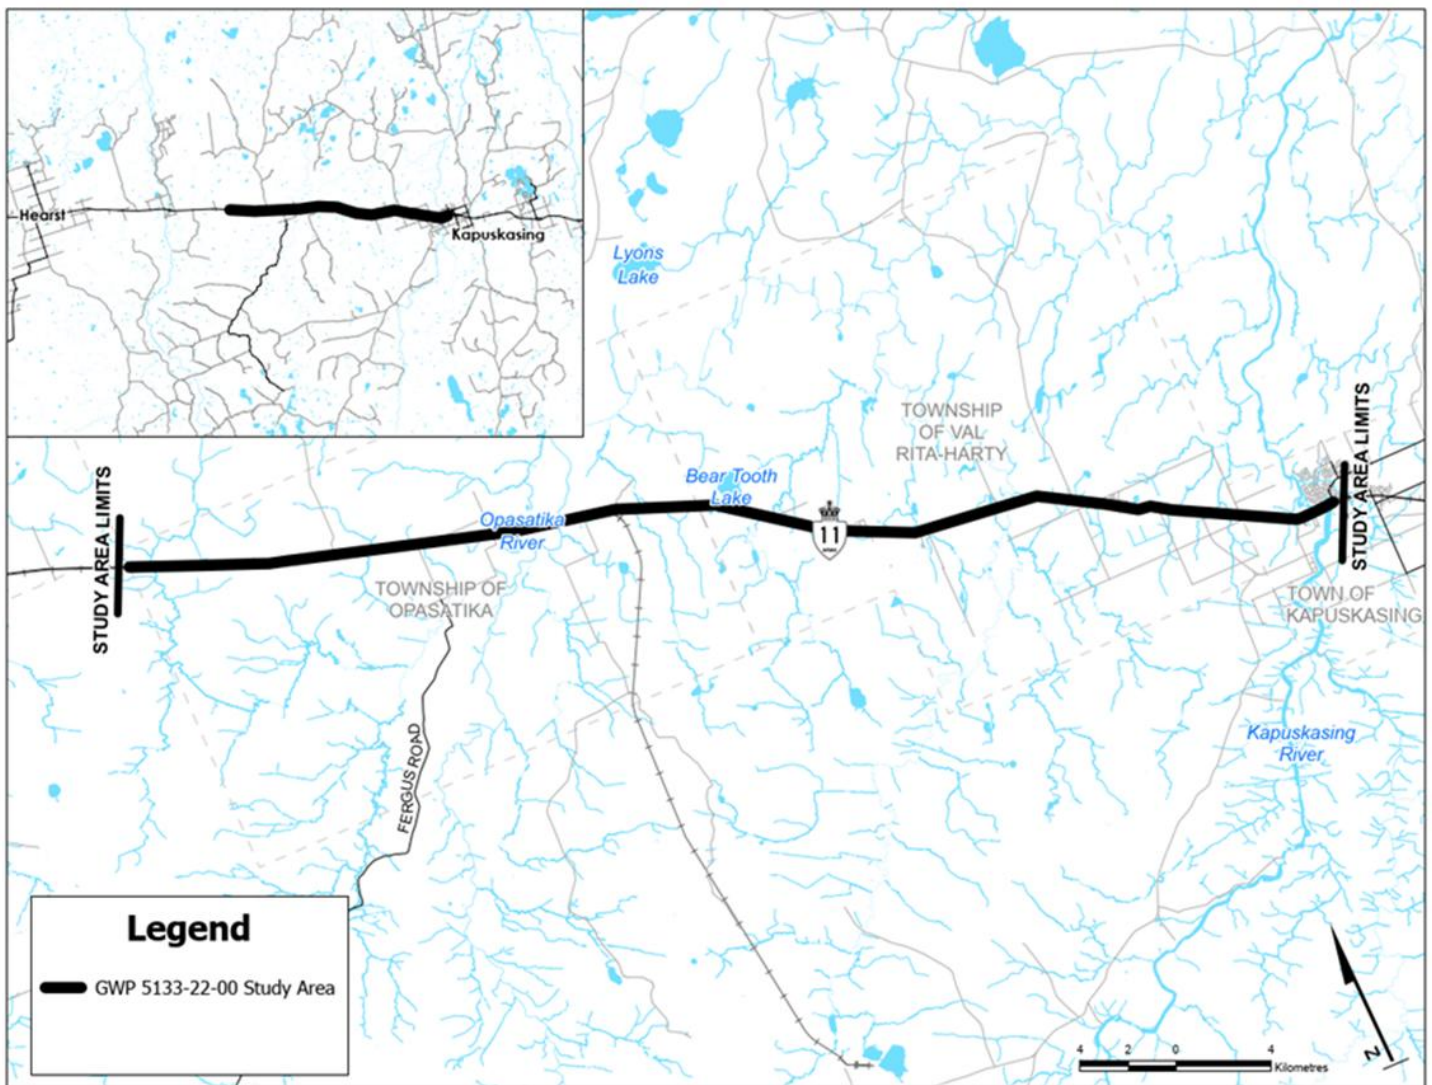 Hearst
Kapuskasing
Lyons
Lake
TOWNSHIP
OF VAL
RITA-HARTY
STUDY AREA LIMITS
Bear Tooth
Lake
Opasatika
River
11
STUDY AREA LIMITS
TOWNSHIP OF
OPASATIKA
TOWN OF
KAPUSKASING
FERGUS ROAD
Kapuskasing
River
Legend
GWP 5133-22-00 Study Area
N
4 2 0 4
Kilometres